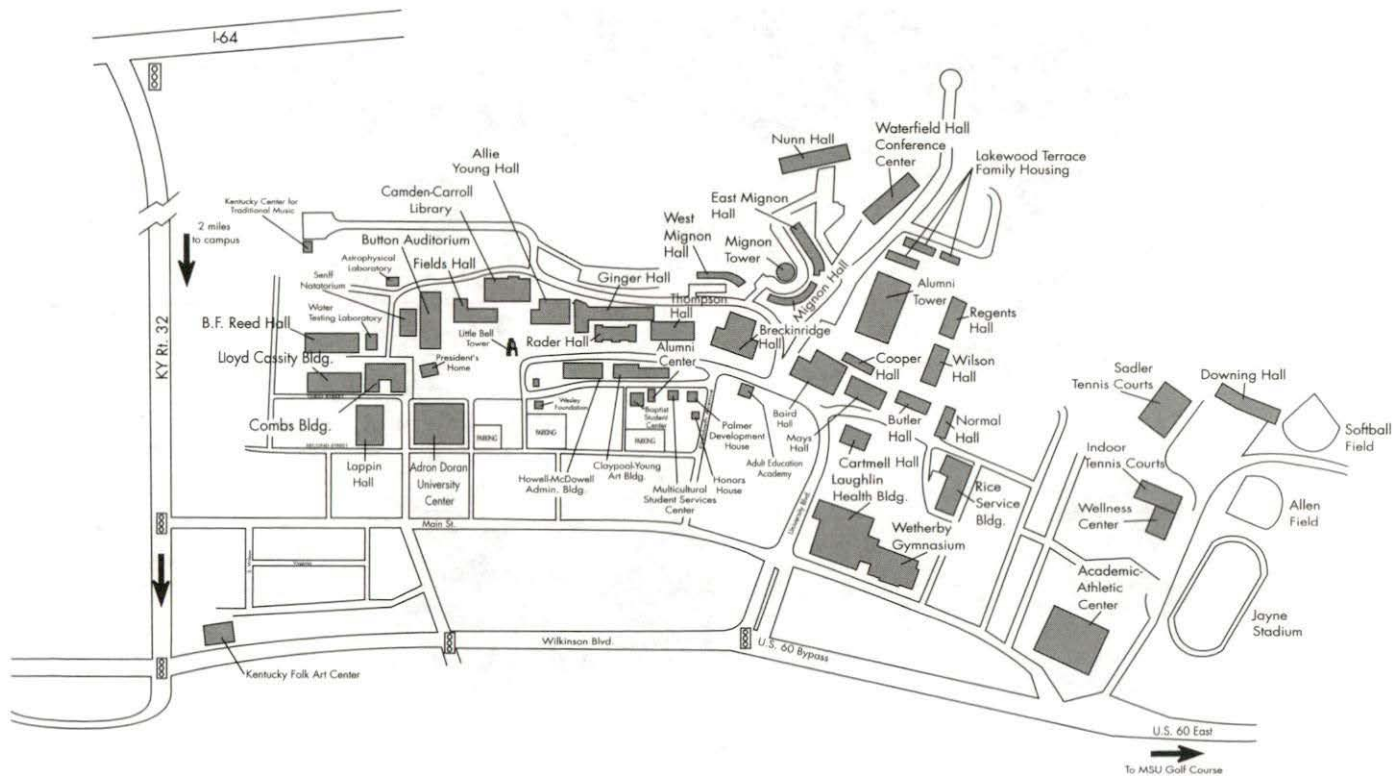 I-64
Nunn Hall
Waterfield Hall
Conference
Center
Lakewood Terrace
Family Housing
Allie
Young Hall
Camden-Carroll
Library
Kentucky Center for
Traditional Music
East Mignon
Hall
West
Mignon
Hall
Mignon
Tower
2 miles
to campus
Button Auditorium
Astrophysical
Laboratory
Fields Hall
Senff
Natatorium
Ginger Hall
Mignon Hall
Alumni
Tower
Thompson
Hall
Water
Testing Laboratory
B.F. Reed Hall
Regents
Hall
KY Rt. 32
Little Bell
Tower
Rader Hall
Breckinridge
Hall
Alumni
Center
Lloyd Cassity Bldg.
President's
Home
Cooper
Hall
Wilson
Hall
Sadler
Tennis Courts
Downing Hall
Wesley
Foundation
Baptist
Student
Center
Palmer
Development
House
Baird
Hall
Mays
Hall
Butler
Hall
Normal
Hall
Softball
Field
Combs Bldg.
PARKING
PARKING
PARKING
SECOND STREET
Lappin
Hall
Adron Doran
University
Center
Howell-McDowell
Admin. Bldg.
Claypool-Young
Art Bldg.
Multicultural
Student Services
Center
Honors
House
Adult Education
Academy
Cartmell Hall
Laughlin
Health Bldg.
Rice
Service
Bldg.
Indoor
Tennis Courts
Wellness
Center
Allen
Field
University Blvd.
Main St.
Wetherby
Gymnasium
Academic-
Athletic
Center
Jayne
Stadium
Wilkinson Blvd.
U.S. 60 Bypass
Kentucky Folk Art Center
U.S. 60 East
To MSU Golf Course